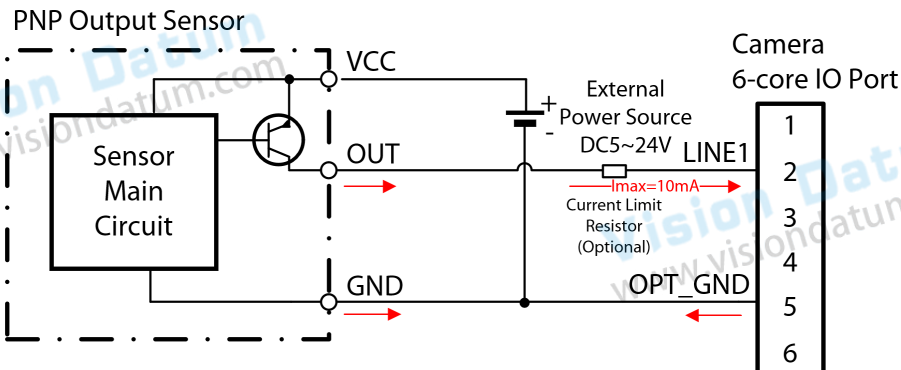 PNP Output Sensor
Vision Datum
www.visiondatum.com
Sensor
Main
Circuit
VCC
OUT
GND
+
-
External
Power Source
DC5~24V
Imax=10mA
Current Limit
Resistor
(Optional)
LINE1
OPT_GND
Camera
6-core IO Port
1
2
3
4
5
6
Vision Datum
www.visiondatum.com